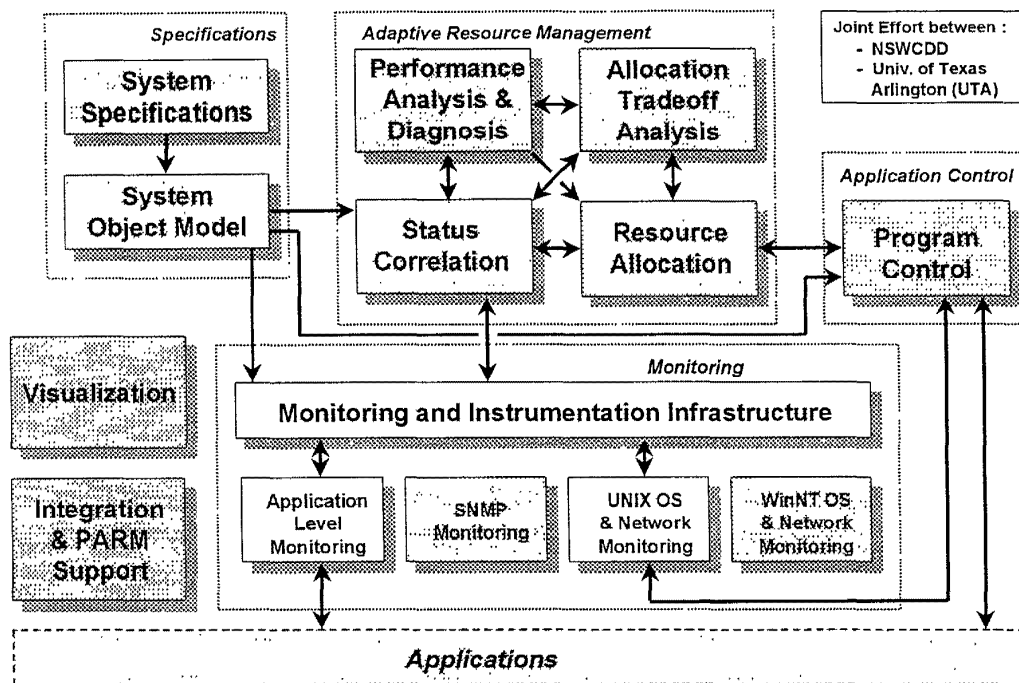 Specifications
System
Specifications
System
Object Model
Adaptive Resource Management
Performance
Analysis &
Diagnosis
Allocation
Tradeoff
Analysis
Status
Correlation
Resource
Allocation
Joint Effort between :
- NSWCDD
- Univ. of Texas
Arlington (UTA)
Application Control
Program
Control
Visualization
Integration
& PARM
Support
Monitoring
Monitoring and Instrumentation Infrastructure
Application
Level
Monitoring
SNMP
Monitoring
UNIX OS
& Network
Monitoring
WinNT OS
& Network
Monitoring
Applications